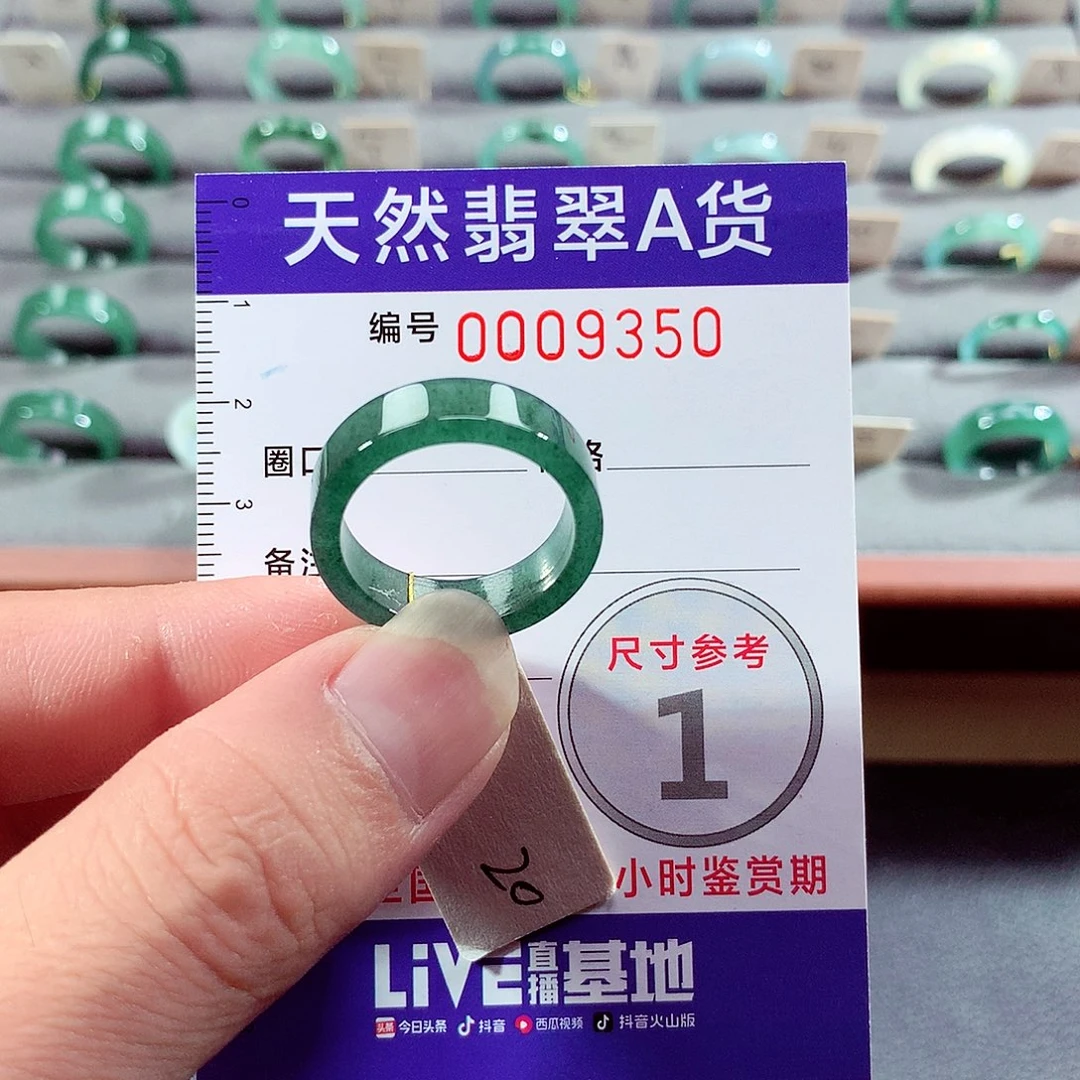 天然翡翠A货
0
1
编号 0009350
2
圈口
3
备注
尺寸参考
1
20
小时鉴赏期
LiVE直播基地
头条 今日头条 抖音 西瓜视频 抖音火山版